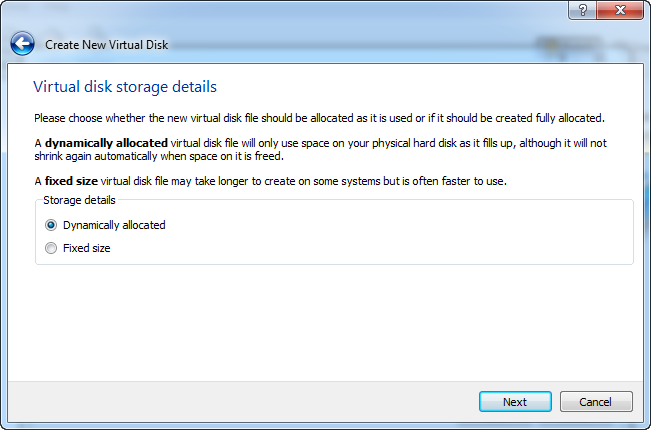 Create New Virtual Disk
Virtual disk storage details
Please choose whether the new virtual disk file should be allocated as it is used or if it should be created fully allocated.
A dynamically allocated virtual disk file will only use space on your physical hard disk as it fills up, although it will not
shrink again automatically when space on it is freed.
A fixed size virtual disk file may take longer to create on some systems but is often faster to use.
Storage details
Dynamically allocated
Fixed size
Next
Cancel